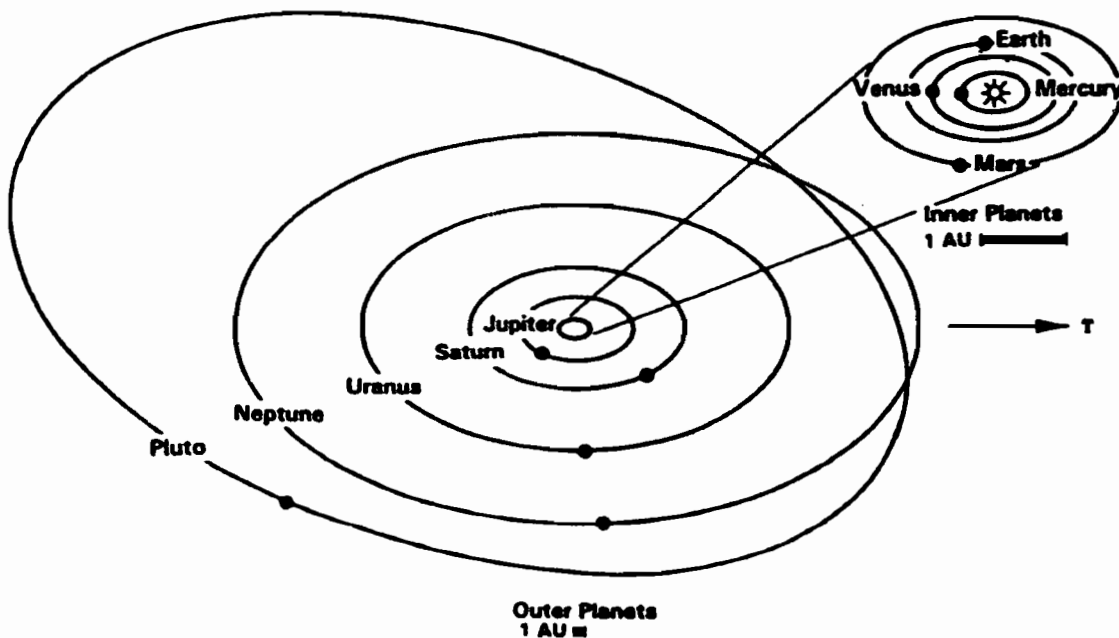 Earth
Venus
Mercury
Mars
Inner Planets
1 AU
Jupiter
Saturn
Uranus
Neptune
Pluto
T
Outer Planets
1 AU